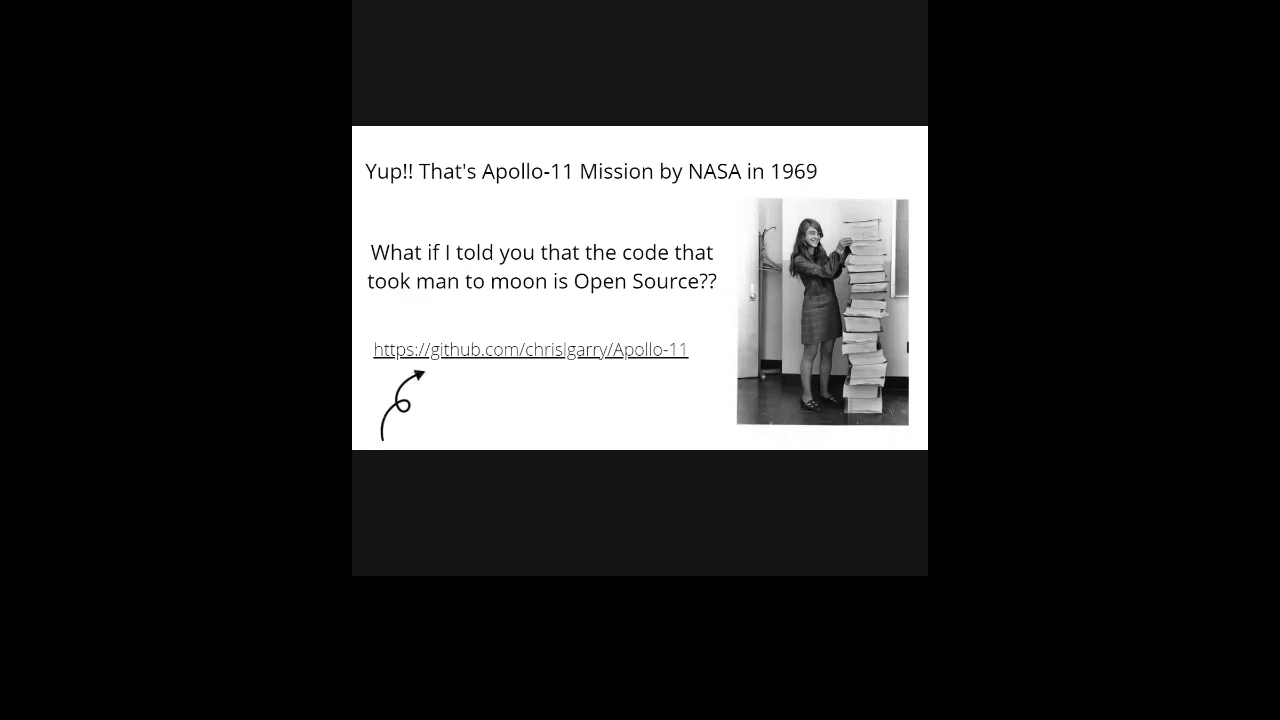 Yup!! That's Apollo-11 Mission by NASA in 1969
What if I told you that the code that
took man to moon is Open Source??
https://github.com/chrislgarry/Apollo-11